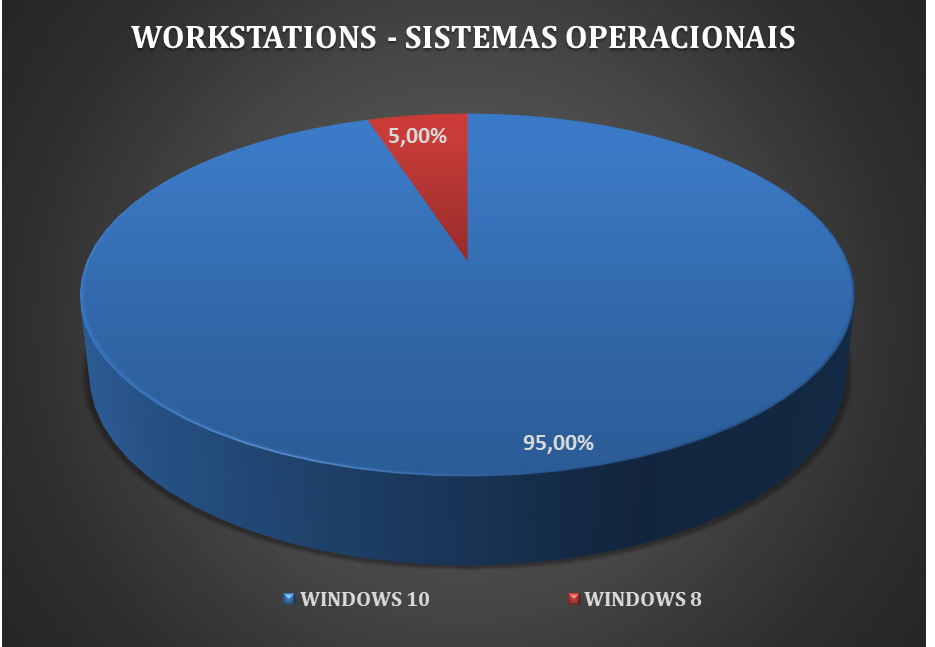 WORKSTATIONS - SISTEMAS OPERACIONAIS
5,00%
95,00%
WINDOWS 10 WINDOWS 8